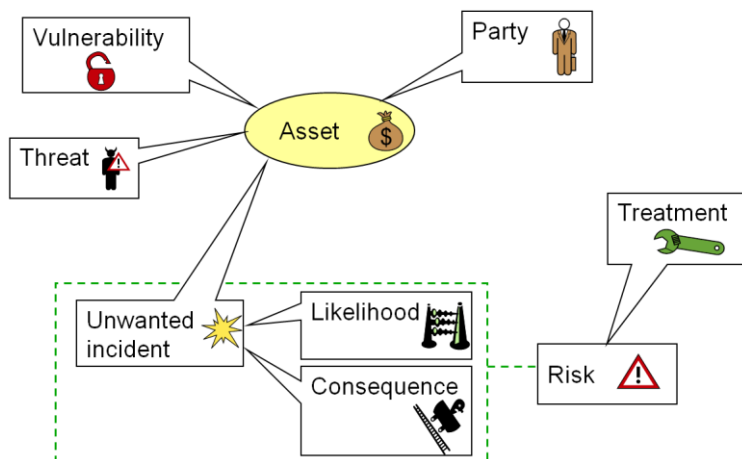 Vulnerability
Party
Asset
$
Threat
!
Treatment
Unwanted
incident
Likelihood
Consequence
Risk
!